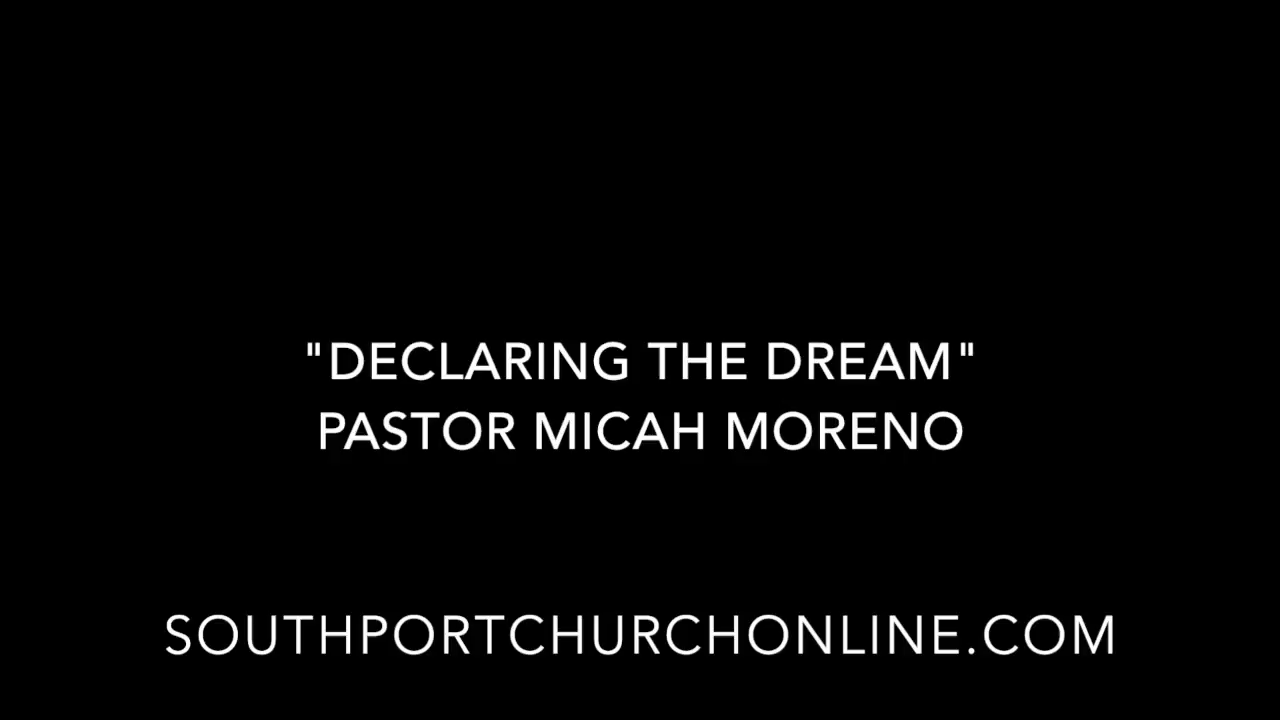 "DECLARING THE DREAM"
PASTOR MICAH MORENO
SOUTHPORTCHURCHONLINE.COM